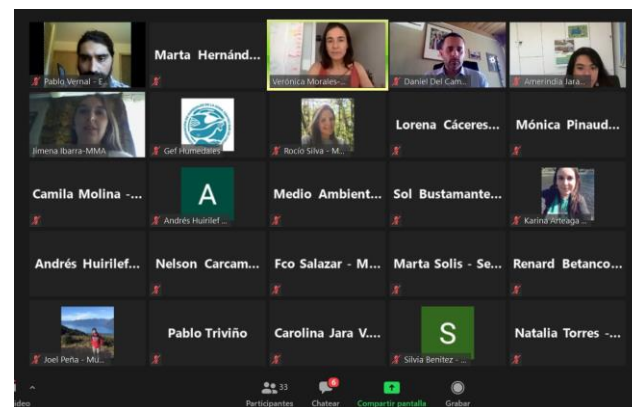 Pablo Vernal - E...
Marta Hernánd...
Verónica Morales-...
Daniel Del Cam...
Amerindia Jara...
Jimena Ibarra-MMA
Gef Humedales
Rocío Silva - M...
Lorena Cáceres...
Mónica Pinaud...
Camila Molina -...
A
Andrés Huirilef ...
Medio Ambient...
Sol Bustamante...
Karina Arteaga ...
Andrés Huirilef...
Nelson Carcam...
Fco Salazar - M...
Marta Solis - Se...
Renard Betanco...
Joel Peña - Mu...
Pablo Triviño
Carolina Jara V....
S
Silvia Benitez - ...
Natalia Torres -...
33
6
ideo
Participantes
Chatear
Compartir pantalla
Grabar